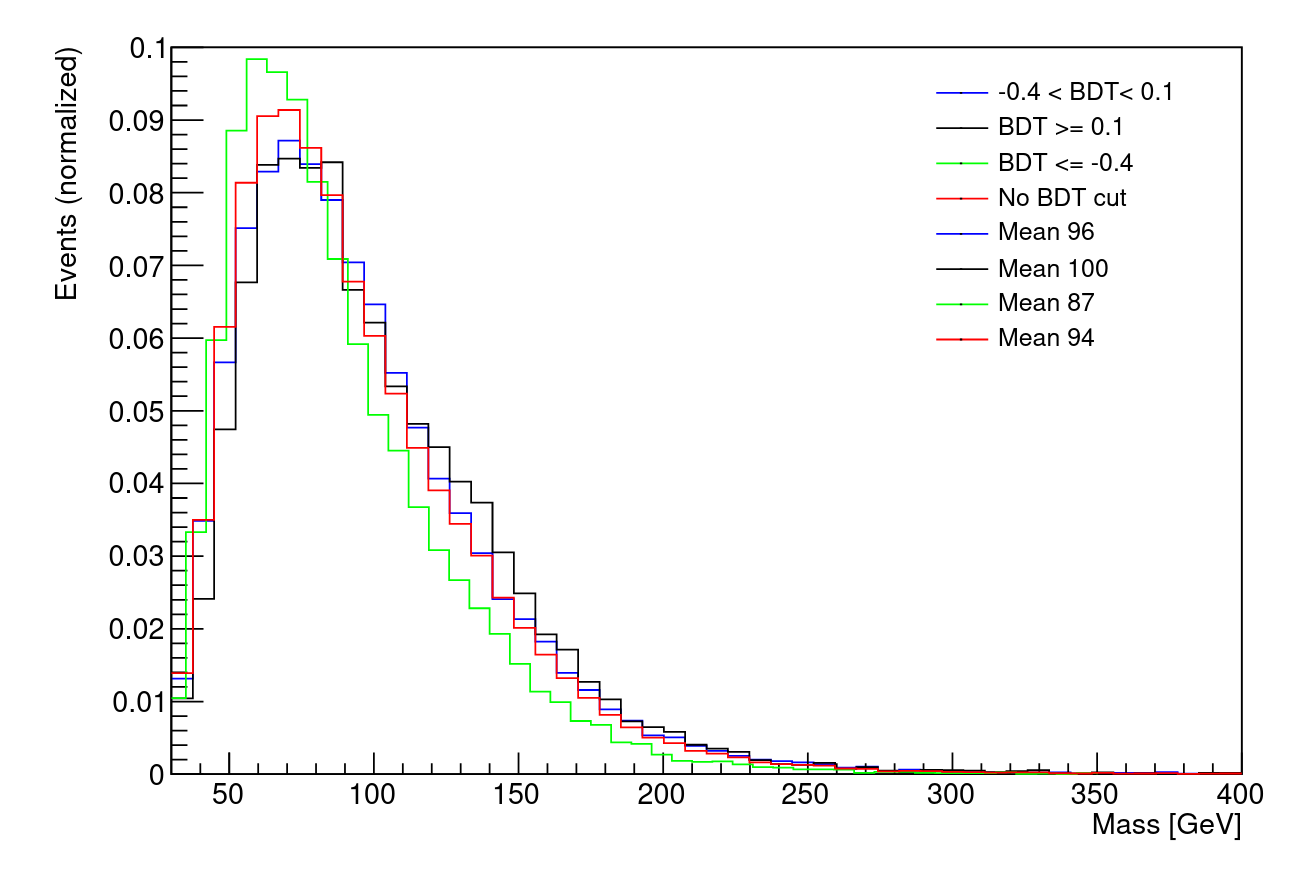 Events (normalized)
0.1
0.09
0.08
0.07
0.06
0.05
0.04
0.03
0.02
0.01
0
-0.4 < BDT< 0.1
BDT >= 0.1
BDT <= -0.4
No BDT cut
Mean 96
Mean 100
Mean 87
Mean 94
50 100 150 200 250 300 350 400
Mass [GeV]